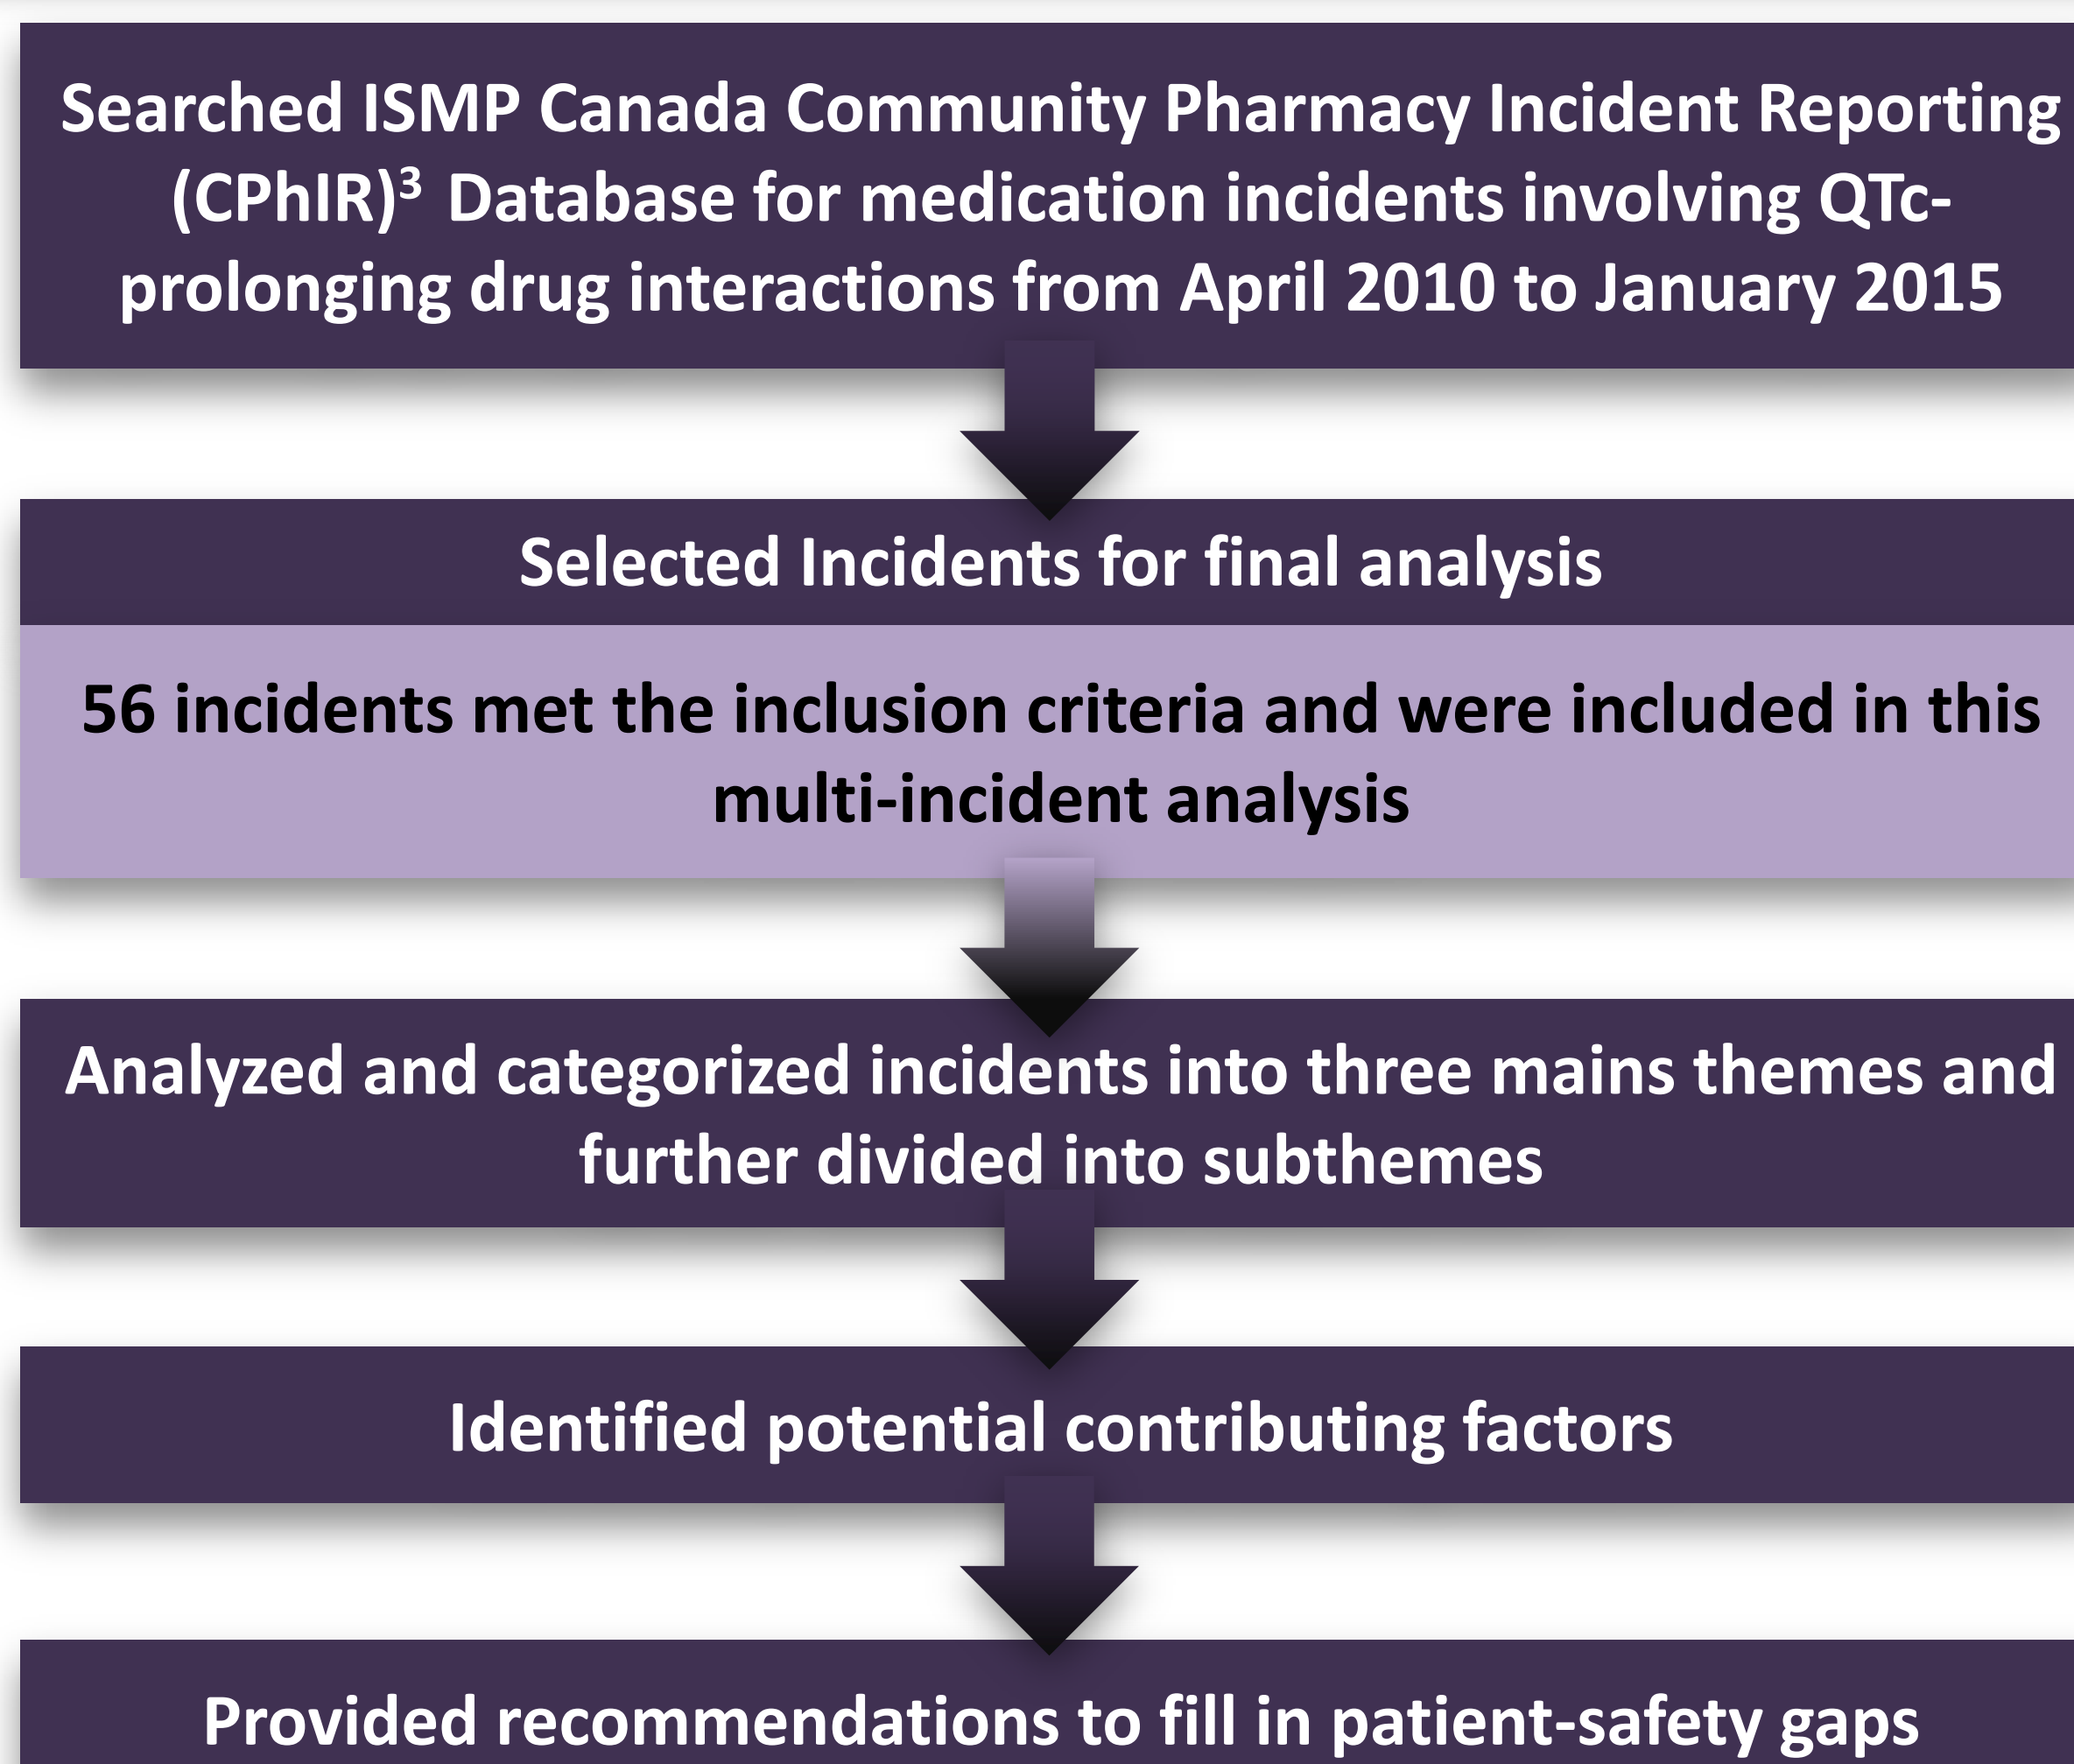 Searched ISMP Canada Community Pharmacy Incident Reporting
(CPhIR)³ Database for medication incidents involving QTc-
prolonging drug interactions from April 2010 to January 2015
Selected Incidents for final analysis
56 incidents met the inclusion criteria and were included in this
multi-incident analysis
Analyzed and categorized incidents into three mains themes and
further divided into subthemes
Identified potential contributing factors
Provided recommendations to fill in patient-safety gaps